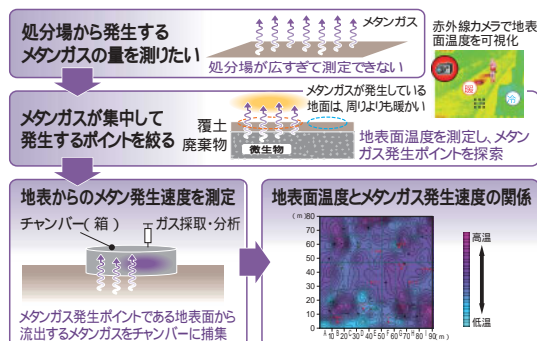 処分場から発生する
メタンガスの量を測りたい
メタンガス
処分場が広すぎて測定できない
赤外線カメラで地表
面温度を可視化
暖
冷
メタンガスが集中して
発生するポイントを絞る
メタンガスが発生している
地面は、周りよりも暖かい
覆土
廃棄物
微生物
地表面温度を測定し、メタン
ガス発生ポイントを探索
地表からのメタン発生速度を測定
チャンバー(箱)
ガス採取・分析
メタンガス発生ポイントである地表面から
流出するメタンガスをチャンバーに捕集
地表面温度とメタンガス発生速度の関係
(m)80
70
60
50
40
30
20
10
0
10 20 30 40 50 60 70 80 90(m)
高温
低温